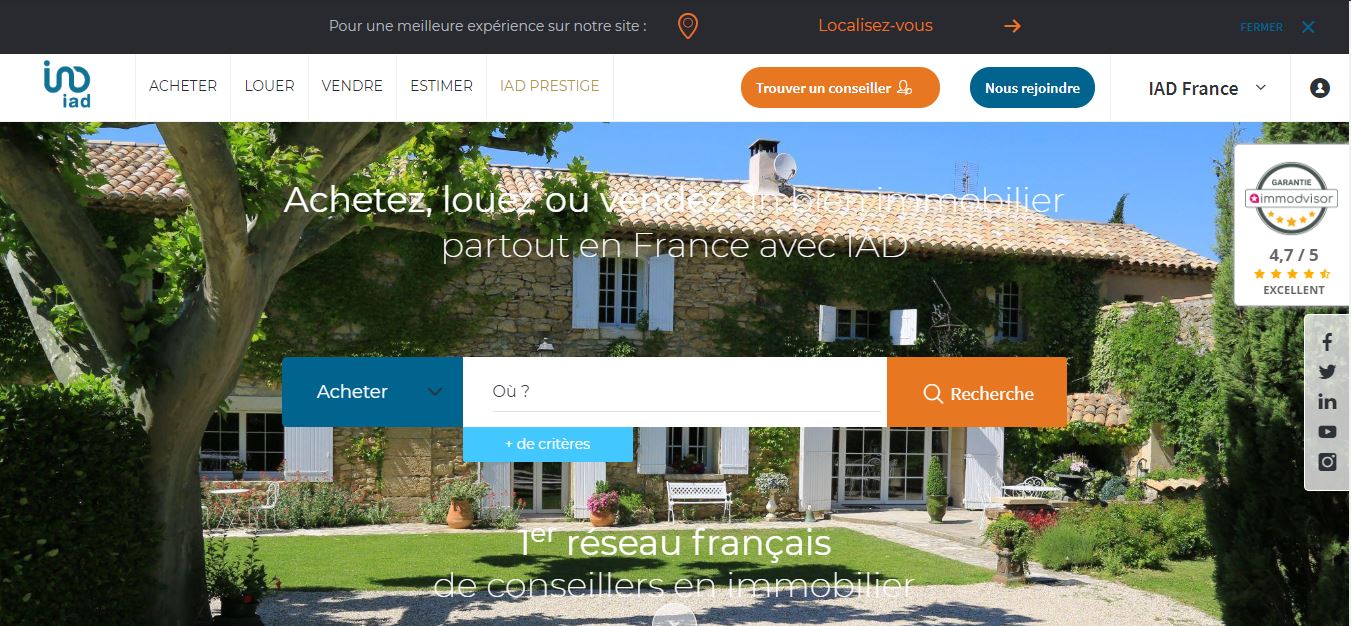 Pour une meilleure expérience sur notre site :
Localisez-vous
FERMER
iad
ACHETER
LOUER
VENDRE
ESTIMER
IAD PRESTIGE
Trouver un conseiller
Nous rejoindre
IAD France
Achetez, louez ou vendez un bien immobilier
partout en France avec IAD
GARANTIE
immodvisor
4,7 / 5
EXCELLENT
Acheter
Où ?
Recherche
+ de critères
1er réseau français
de conseillers en immobilier